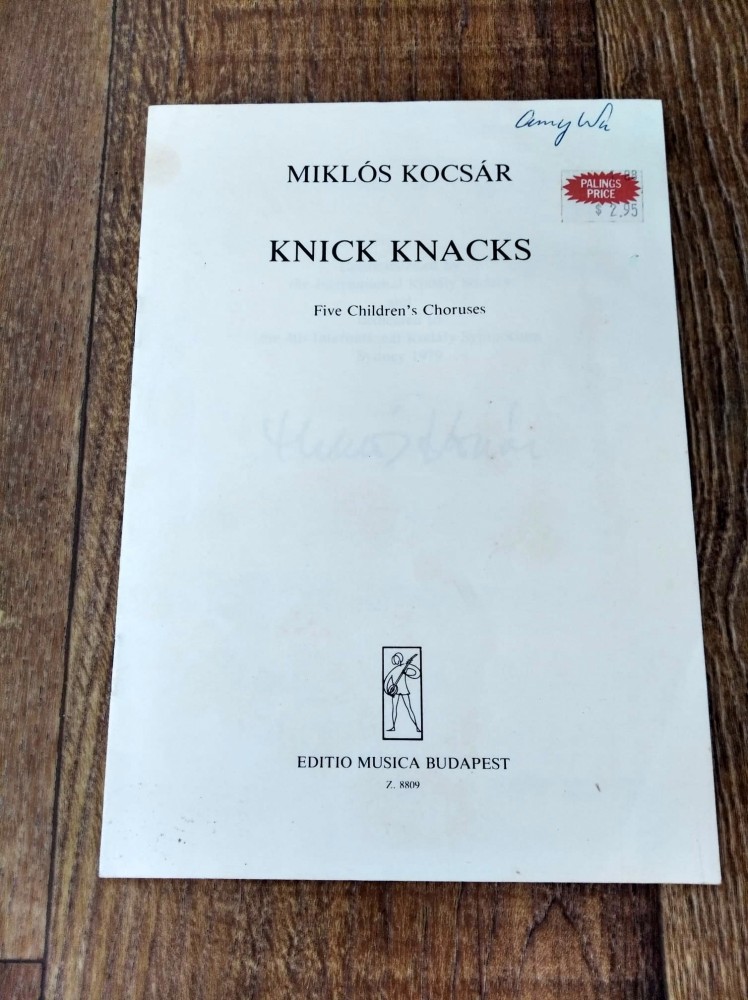 Amy Wu
MIKLÓS KOCSÁR
PALINGS
PRICE
$ 2.95
KNICK KNACKS
Five Children's Choruses
EDITIO MUSICA BUDAPEST
Z. 8809